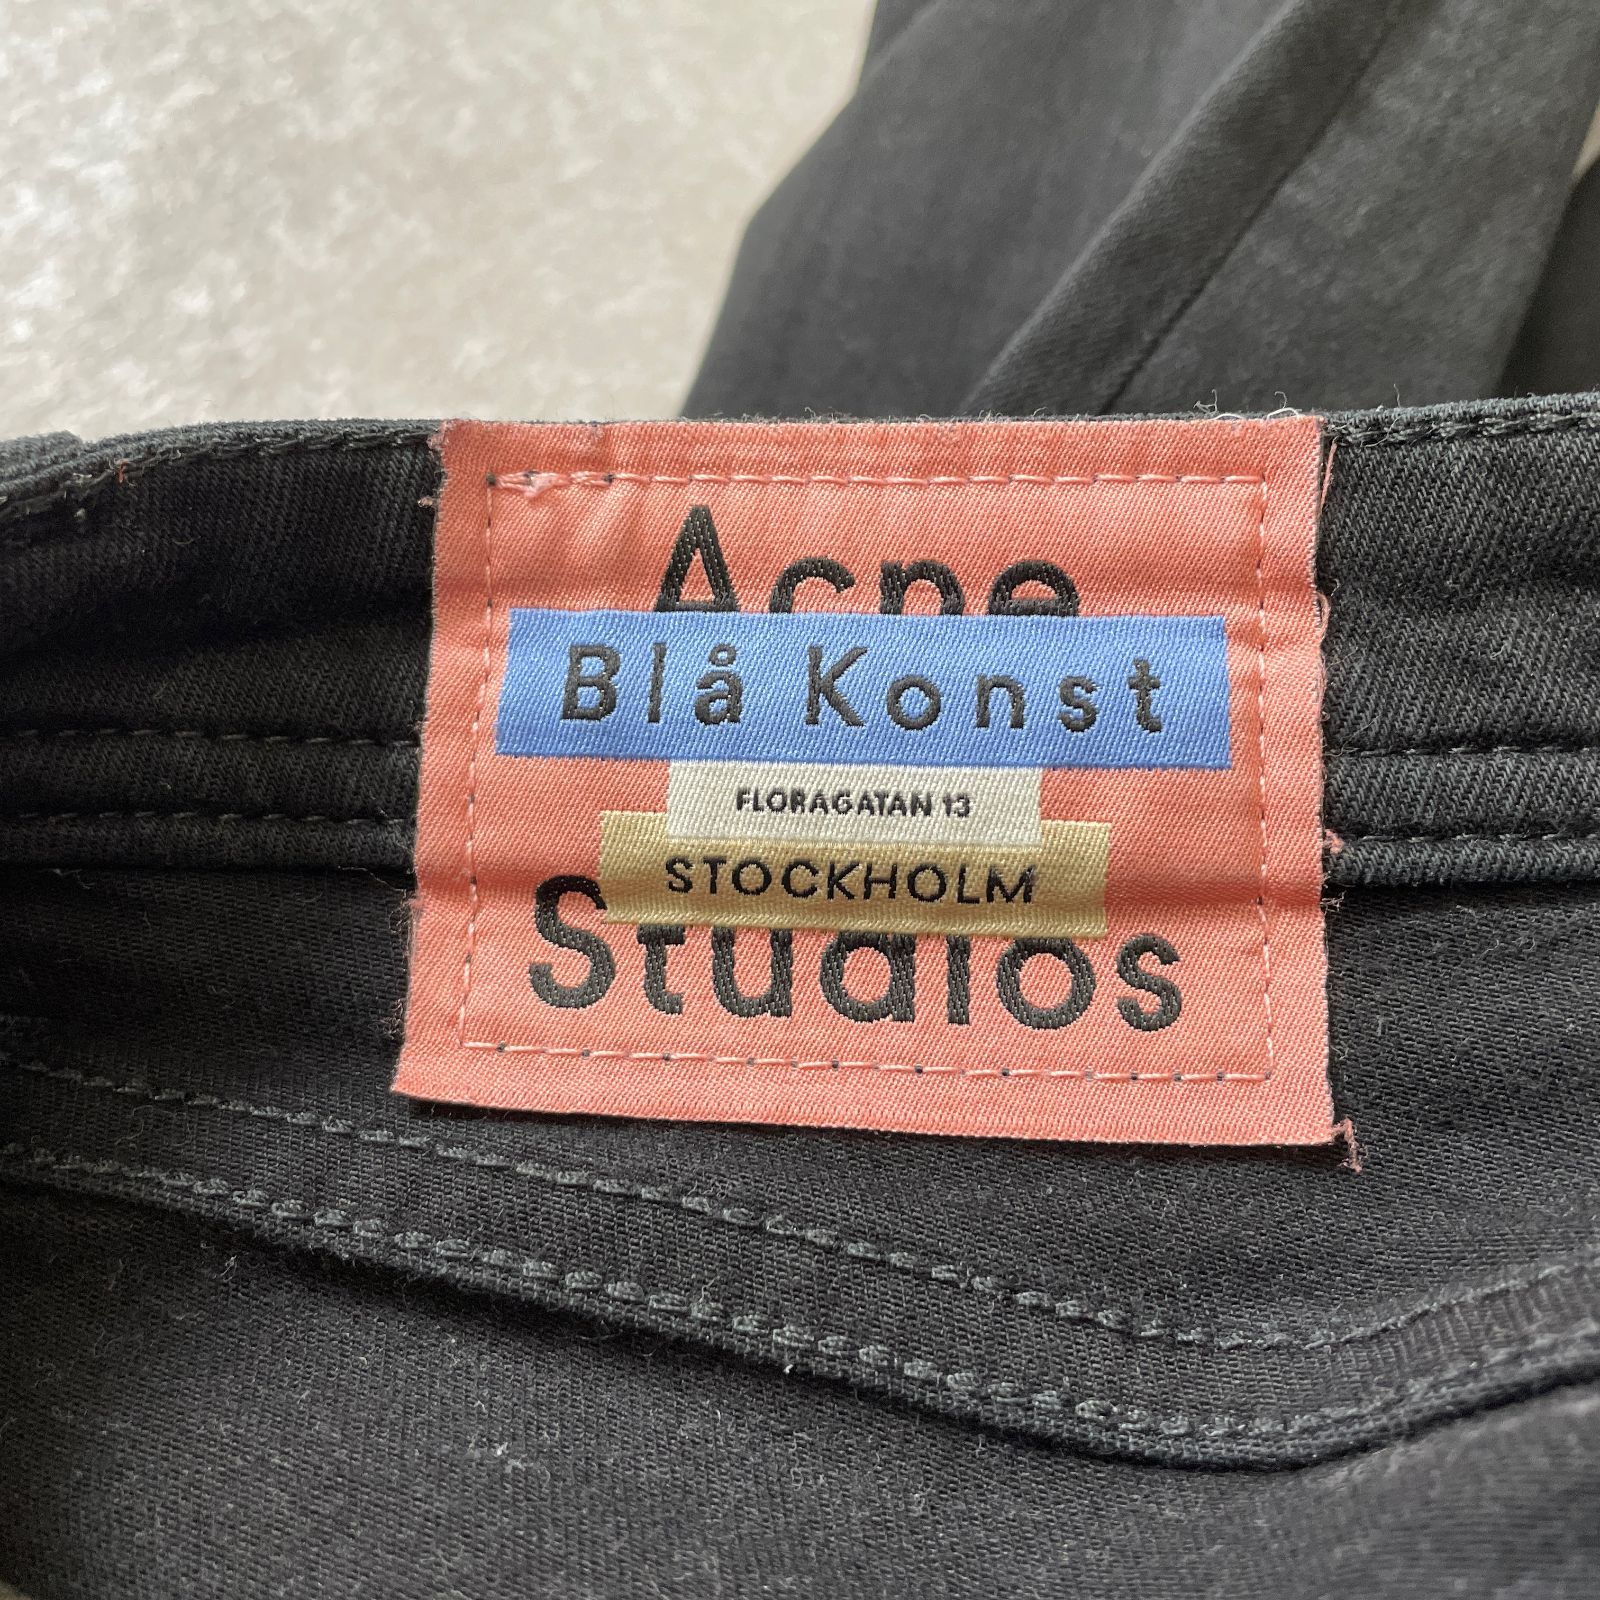 Acne
Blå Konst
FLORAGATAN 13
STOCKHOLM
Studios